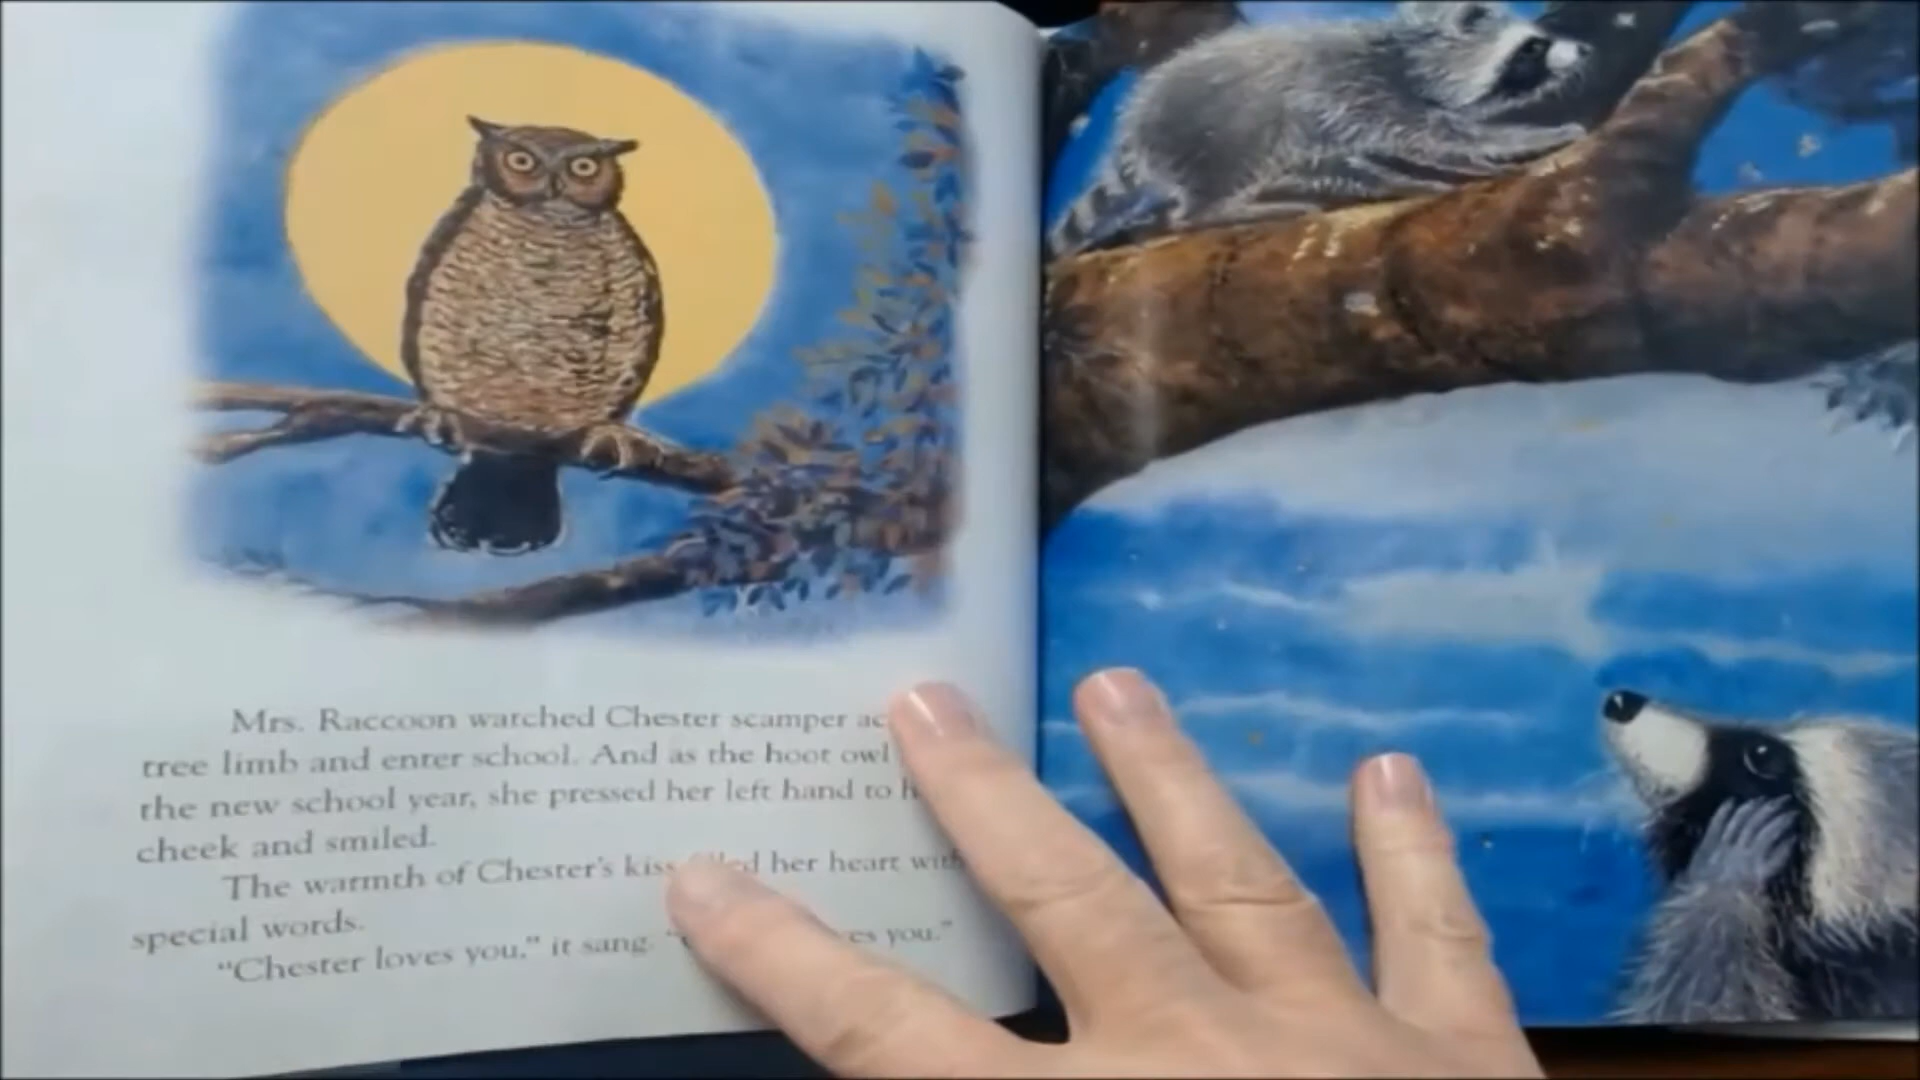 Mrs. Raccoon watched Chester scamper
tree limb and enter school. And as the hoot owl
the new school year, she pressed her left hand to
cheek and smiled.
The warmth of Chester's kiss her heart with
special words.
"Chester loves you," it sang. " you."